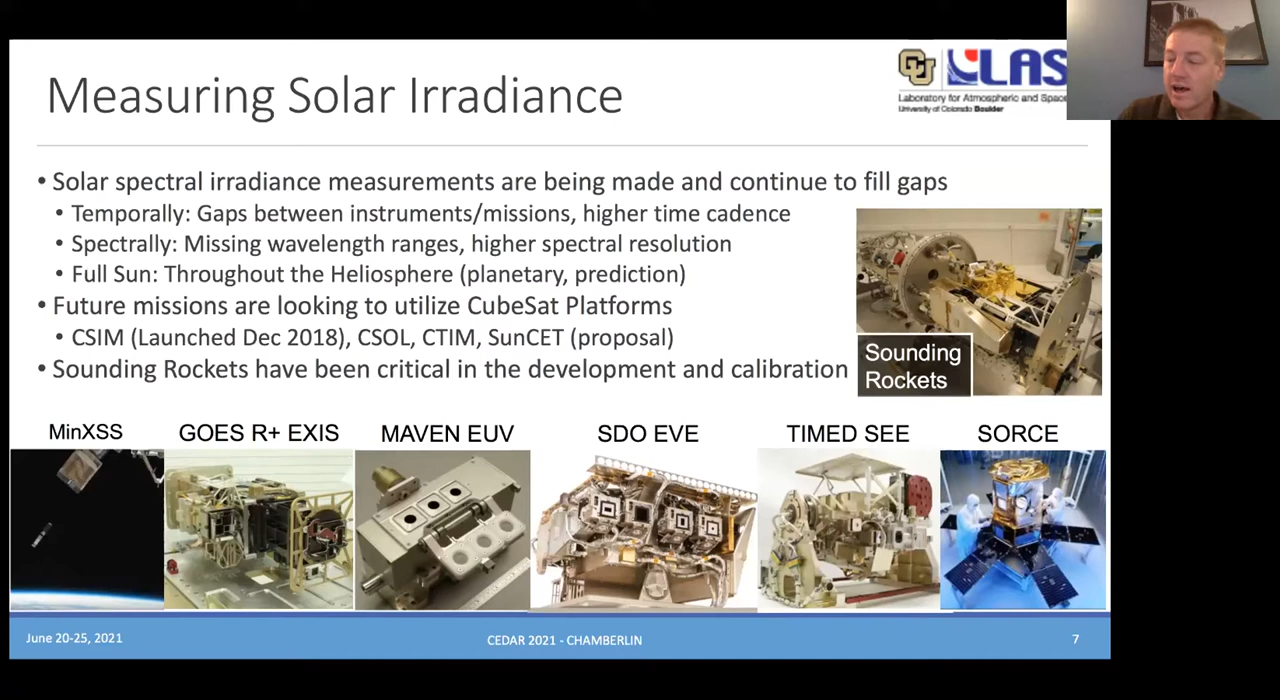 Measuring Solar Irradiance
CU LAS
Laboratory for Atmospheric and Space
University of Colorado Boulder
• Solar spectral irradiance measurements are being made and continue to fill gaps
• Temporally: Gaps between instruments/missions, higher time cadence
• Spectrally: Missing wavelength ranges, higher spectral resolution
• Full Sun: Throughout the Heliosphere (planetary, prediction)
• Future missions are looking to utilize CubeSat Platforms
• CSIM (Launched Dec 2018), CSOL, CTIM, SunCET (proposal)
• Sounding Rockets have been critical in the development and calibration
Sounding
Rockets
MinXSS GOES R+ EXIS MAVEN EUV SDO EVE TIMED SEE SORCE
June 20-25, 2021 CEDAR 2021 - CHAMBERLIN 7